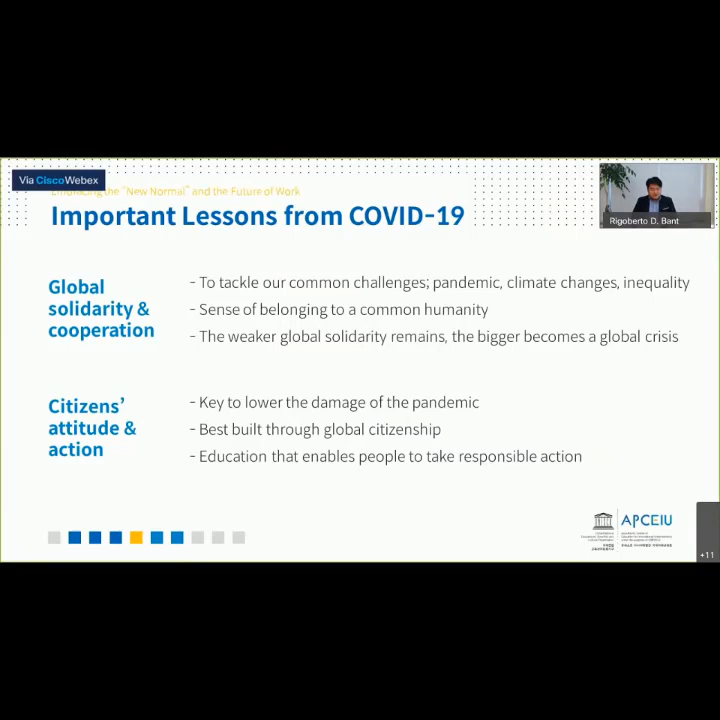 Via CiscoWebex
the "New Normal" and the Future of Work
Important Lessons from COVID-19
Rigoberto D. Bant
Global
solidarity &
cooperation
- To tackle our common challenges; pandemic, climate changes, inequality
- Sense of belonging to a common humanity
- The weaker global solidarity remains, the bigger becomes a global crisis
Citizens’
attitude &
action
- Key to lower the damage of the pandemic
- Best built through global citizenship
- Education that enables people to take responsible action
APCEIU
+11